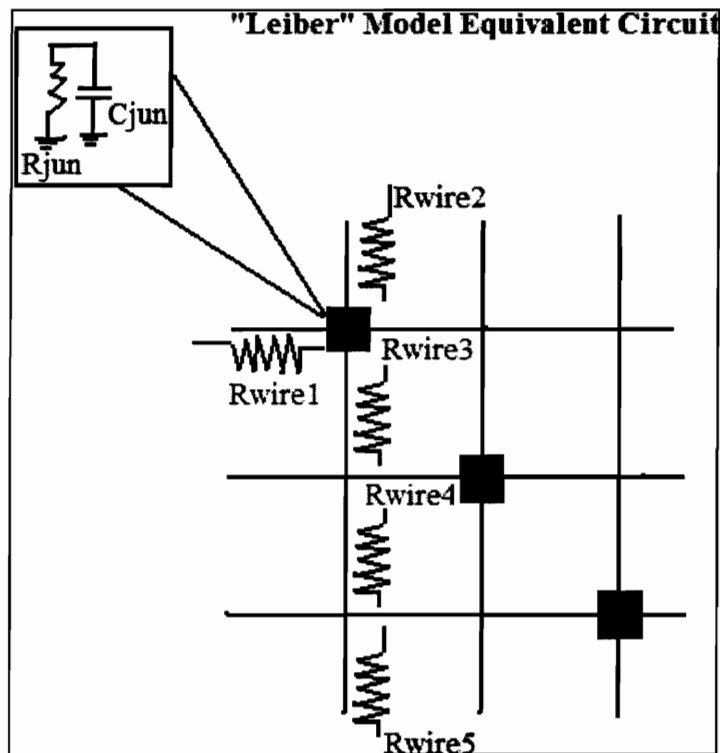 "Leiber" Model Equivalent Circuit
Cjun
Rjun
Rwire2
Rwire3
Rwire1
Rwire4
Rwire5